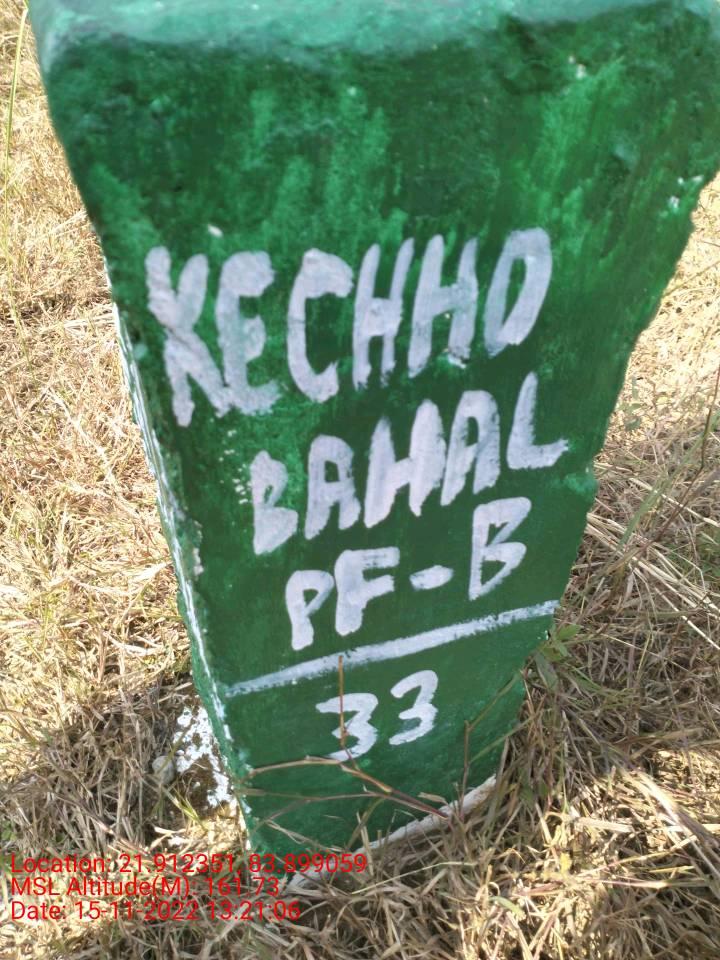 KECHHO
BAHAL
PF-B
33
Location: 21.912351, 83.899059
MSL Altitude(M): 161.73
Date: 15-11-2022 13:21:06